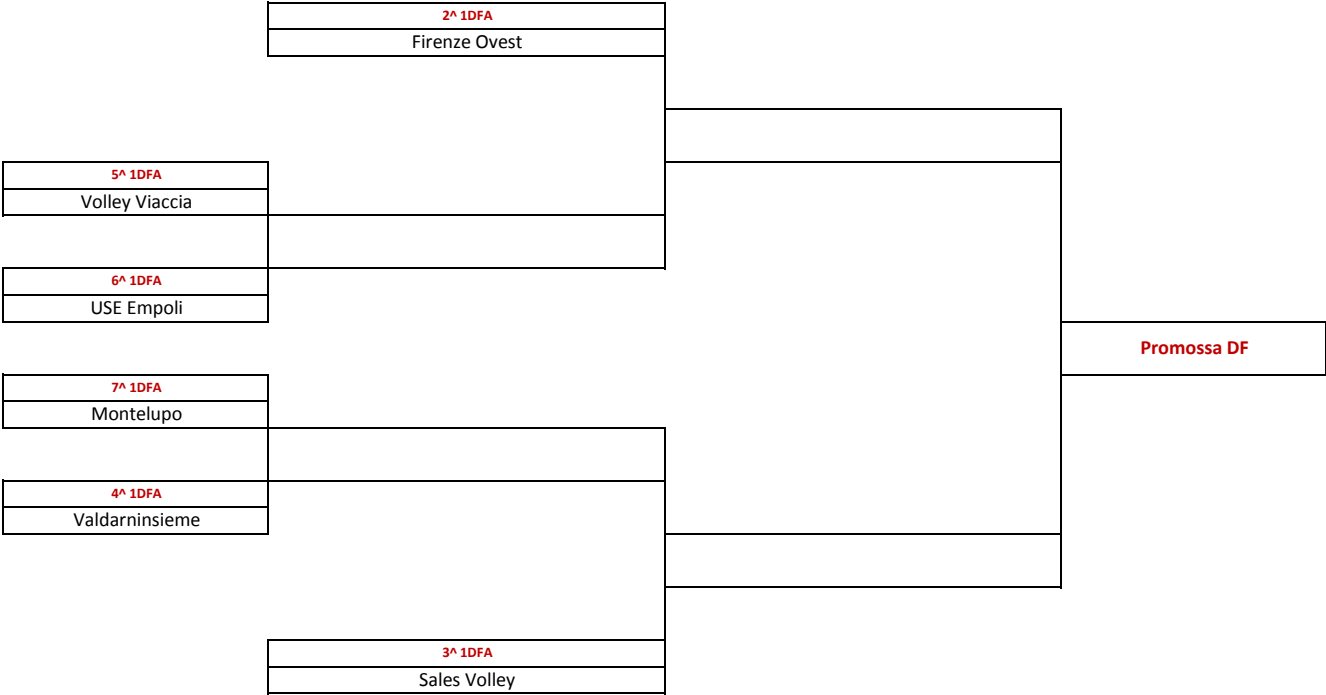 2^ 1DFA
Firenze Ovest
5^ 1DFA
Volley Viaccia
6^ 1DFA
USE Empoli
Promossa DF
7^ 1DFA
Montelupo
4^ 1DFA
Valdarninsieme
3^ 1DFA
Sales Volley